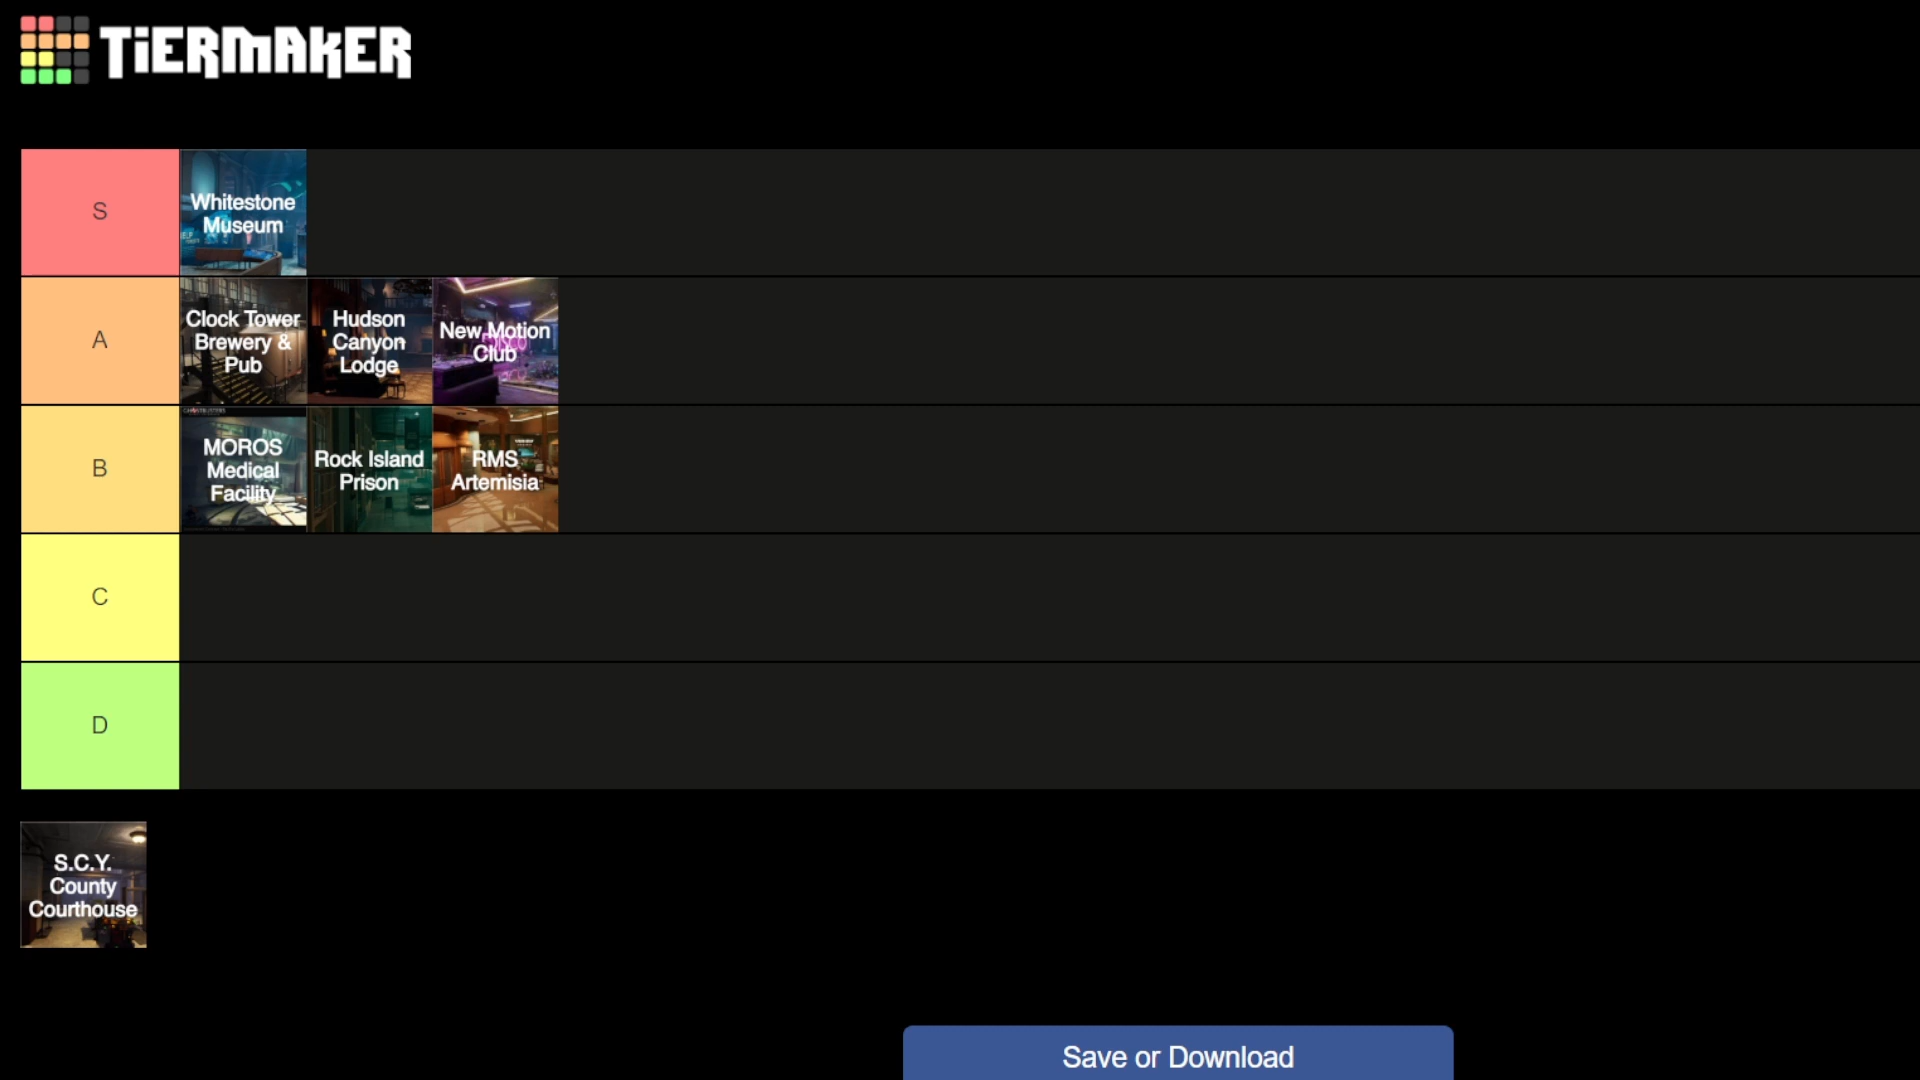 TIERMAKER
S
Whitestone
Museum
A
Clock Tower
Brewery &
Pub
Hudson
Canyon
Lodge
New Motion
Club
DISCO
B
MOROS
Medical
Facility
Rock Island
Prison
RMS
Artemisia
C
D
S.C.Y.
County
Courthouse
Save or Download